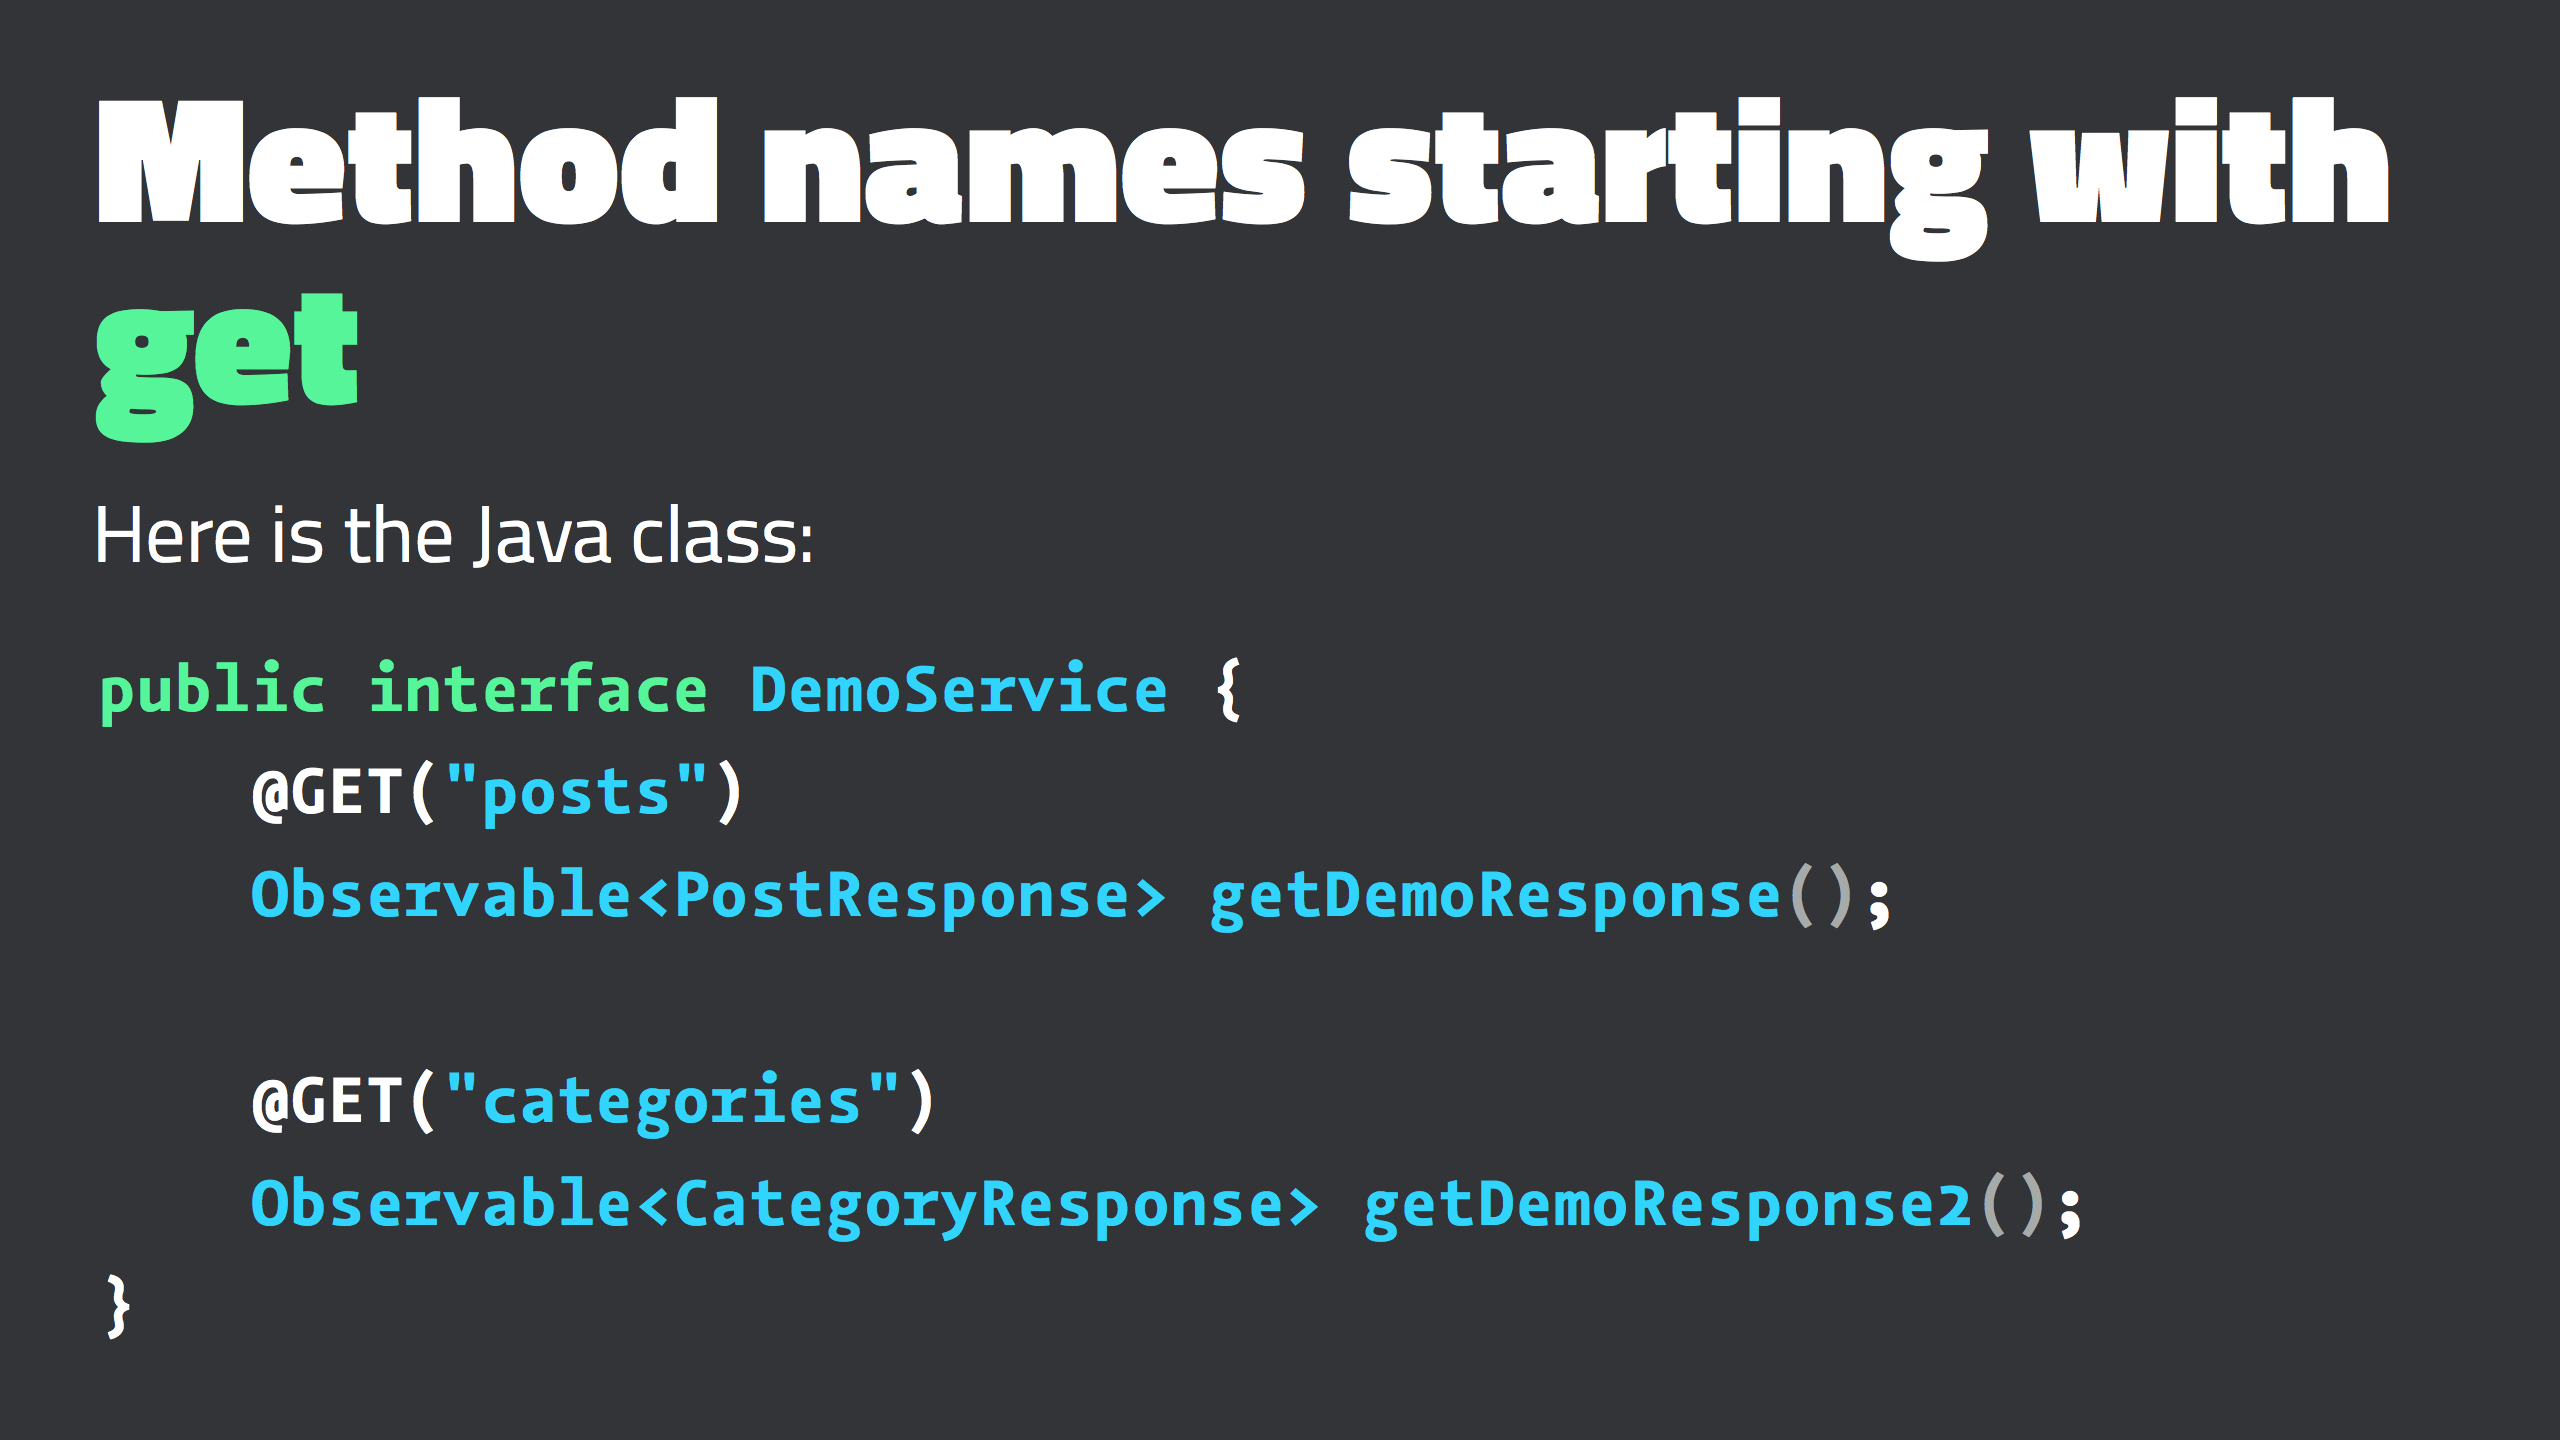 Method names starting with
get
Here is the Java class:
public interface DemoService {
    @GET("posts")
    Observable<PostResponse> getDemoResponse();
    @GET("categories")
    Observable<CategoryResponse> getDemoResponse2();
}